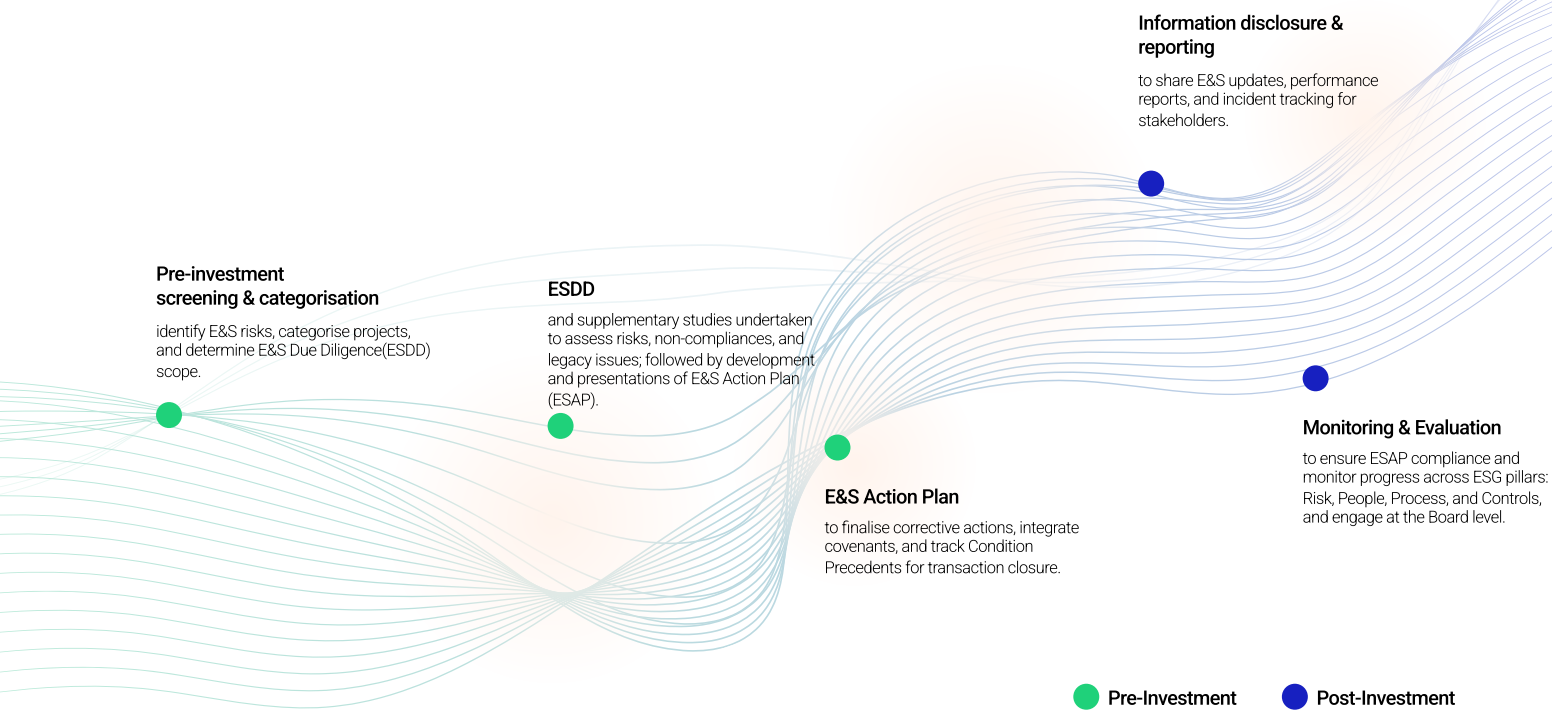 Pre-investment
screening & categorisation
identify E&S risks, categorise projects,
and determine E&S Due Diligence(ESDD)
scope.
ESDD
and supplementary studies undertaken
to assess risks, non-compliances, and
legacy issues; followed by development
and presentations of E&S Action Plan
(ESAP).
E&S Action Plan
to finalise corrective actions, integrate
covenants, and track Condition
Precedents for transaction closure.
Information disclosure &
reporting
to share E&S updates, performance
reports, and incident tracking for
stakeholders.
Monitoring & Evaluation
to ensure ESAP compliance and
monitor progress across ESG pillars:
Risk, People, Process, and Controls,
and engage at the Board level.
Pre-Investment
Post-Investment